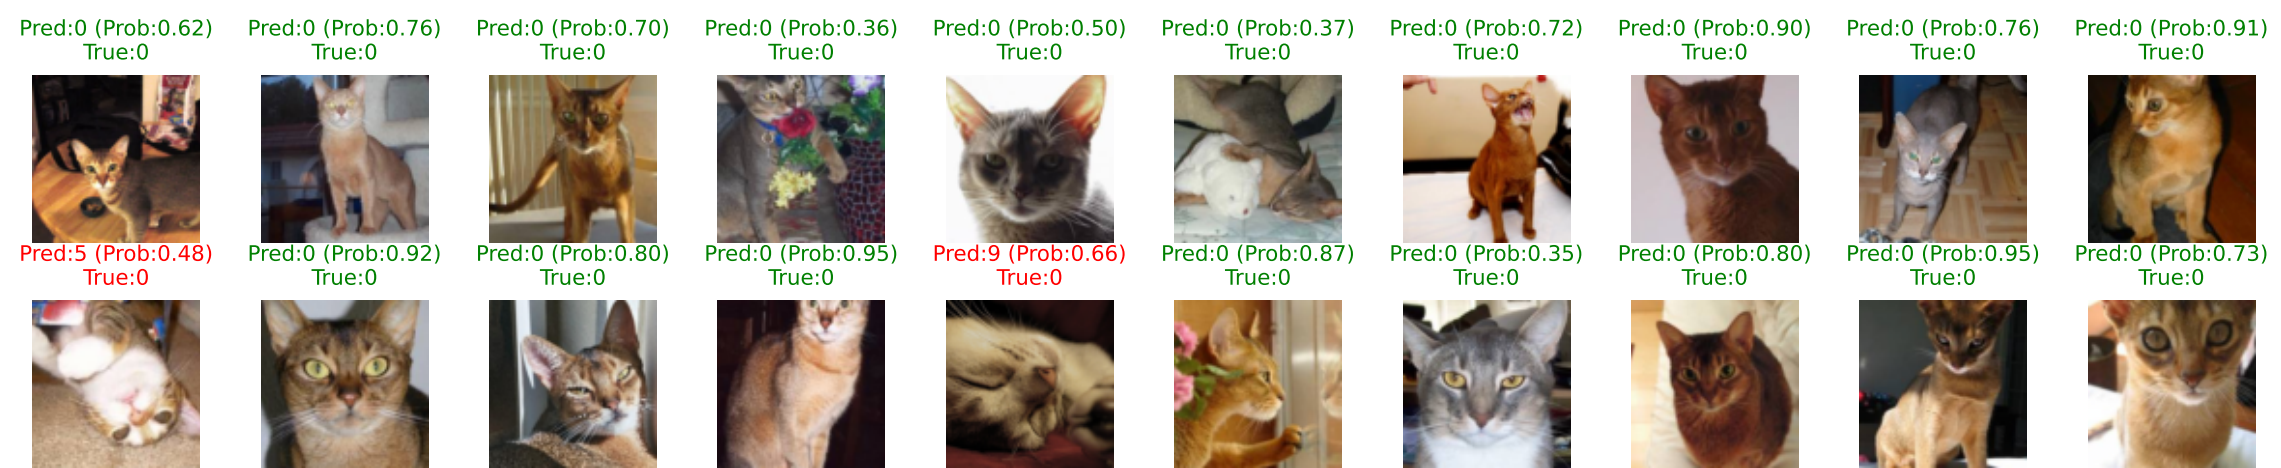 Pred:0 (Prob:0.62) Pred:0 (Prob:0.76) Pred:0 (Prob:0.70) Pred:0 (Prob:0.36) Pred:0 (Prob:0.50) Pred:0 (Prob:0.37) Pred:0 (Prob:0.72) Pred:0 (Prob:0.90) Pred:0 (Prob:0.76) Pred:0 (Prob:0.91)
True:0 True:0 True:0 True:0 True:0 True:0 True:0 True:0 True:0 True:0
Pred:5 (Prob:0.48) Pred:0 (Prob:0.92) Pred:0 (Prob:0.80) Pred:0 (Prob:0.95) Pred:9 (Prob:0.66) Pred:0 (Prob:0.87) Pred:0 (Prob:0.35) Pred:0 (Prob:0.80) Pred:0 (Prob:0.95) Pred:0 (Prob:0.73)
True:0 True:0 True:0 True:0 True:0 True:0 True:0 True:0 True:0 True:0